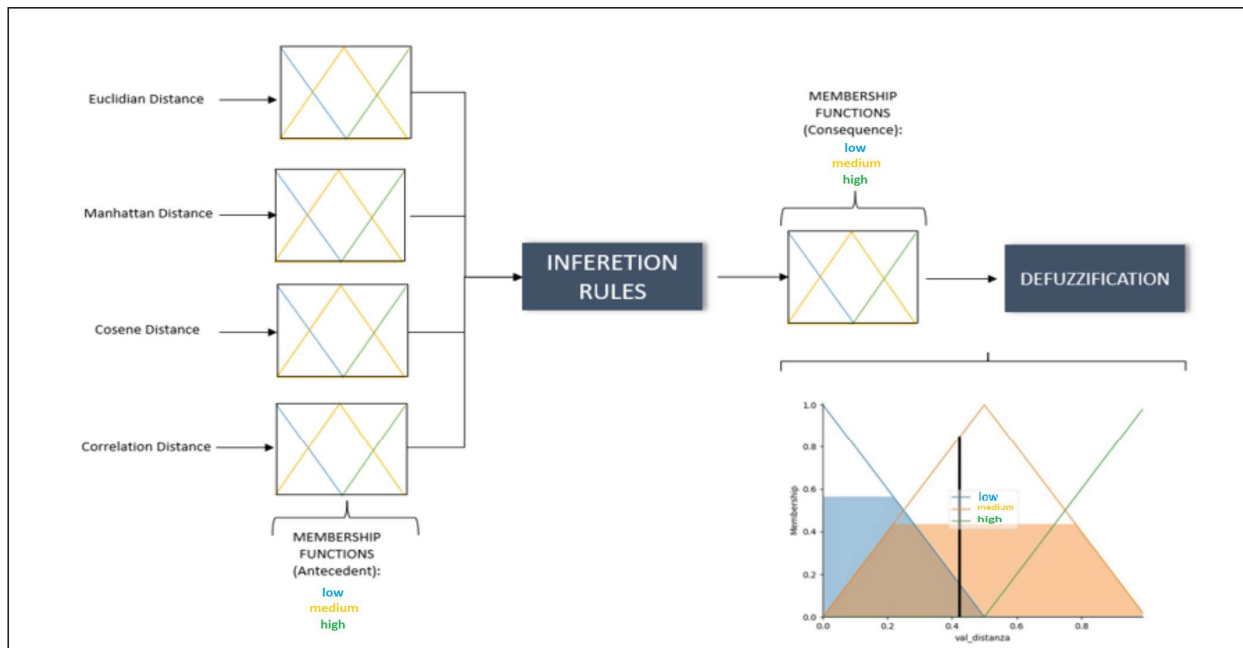 Euclidian Distance
Manhattan Distance
Cosene Distance
Correlation Distance
MEMBERSHIP
FUNCTIONS
(Antecedent):
low
medium
high
INFERETION
RULES
MEMBERSHIP
FUNCTIONS
(Consequence):
low
medium
high
DEFUZZIFICATION
1.0
0.8
0.6
0.4
0.2
0.0
Membership
low
medium
high
0.0 0.2 0.4 0.6 0.8
val_distanza